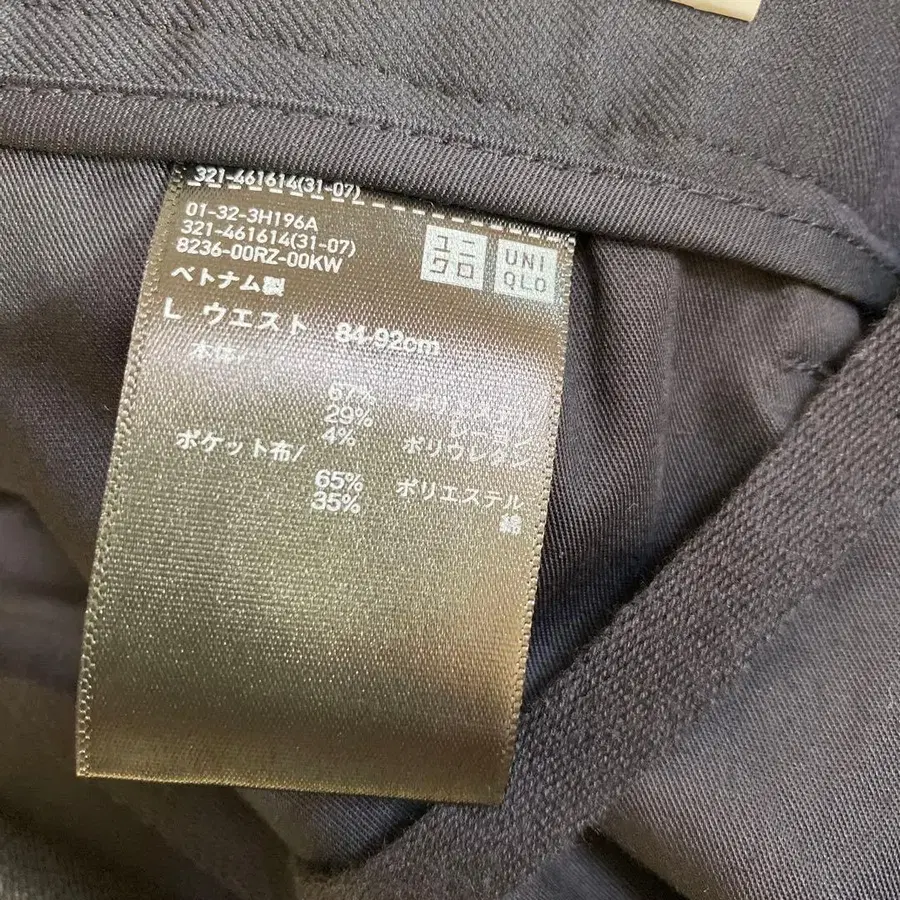 321-461614(31-07)
01-32-3H196A
321-461614(31-07)
8236-00RZ-00KW
ユニ
クロ
UNI
QLO
ベトナム製
L ウエスト 84-92cm
本体/
67% ポリエステル
29% レーヨン
4% ポリウレタン
ポケット布/
65% ポリエステル
35% 綿